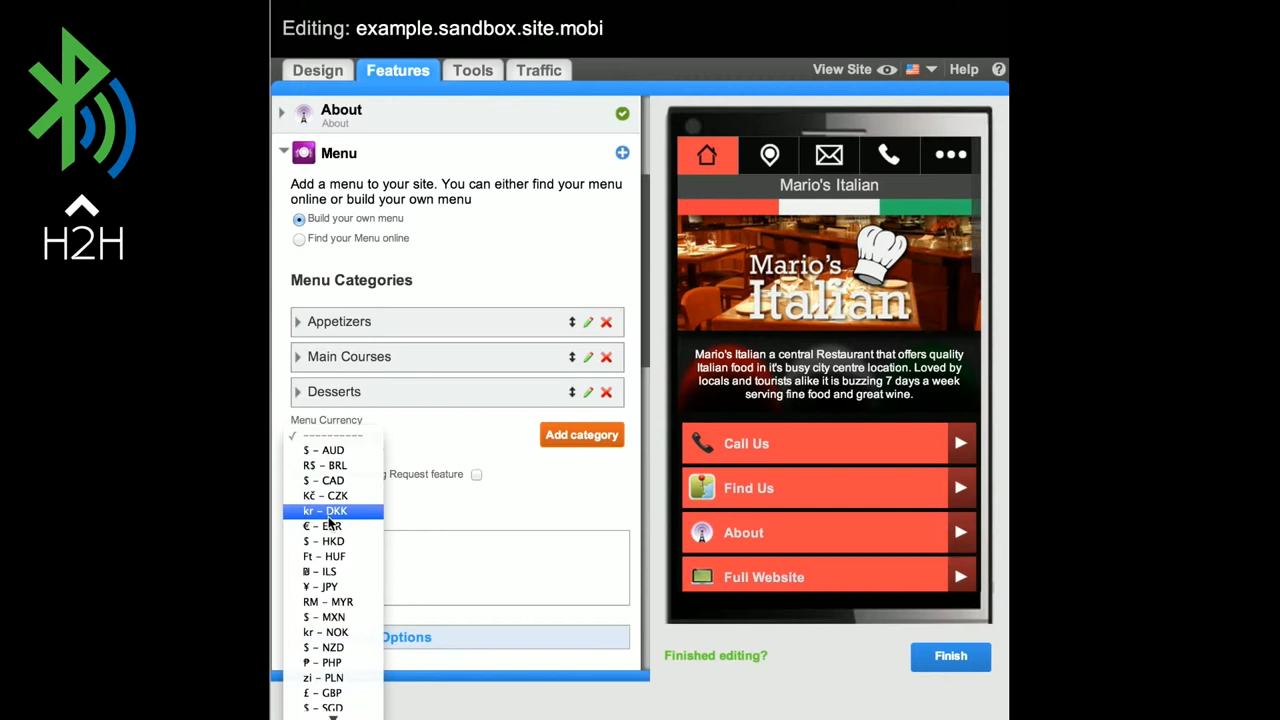 Editing: example.sandbox.site.mobi
Design Features Tools Traffic
View Site Help ?
About
About
Menu
Add a menu to your site. You can either find your menu
online or build your own menu
Build your own menu
Find your Menu online
Menu Categories
Appetizers
Main Courses
Desserts
Menu Currency
Add category
----------
$ – AUD
R$ – BRL
$ – CAD
Kč – CZK
kr – DKK
€ – EUR
$ – HKD
Ft – HUF
₪ – ILS
¥ – JPY
RM – MYR
$ – MXN
kr – NOK
$ – NZD
₱ – PHP
zi – PLN
£ – GBP
$ – SGD
Request feature
Options
Mario's Italian
Mario's
Italian
Mario's Italian a central Restaurant that offers quality
Italian food in it's busy city centre location. Loved by
locals and tourists alike it is buzzing 7 days a week
serving fine food and great wine.
Call Us
Find Us
About
Full Website
Finished editing?
Finish
H2H